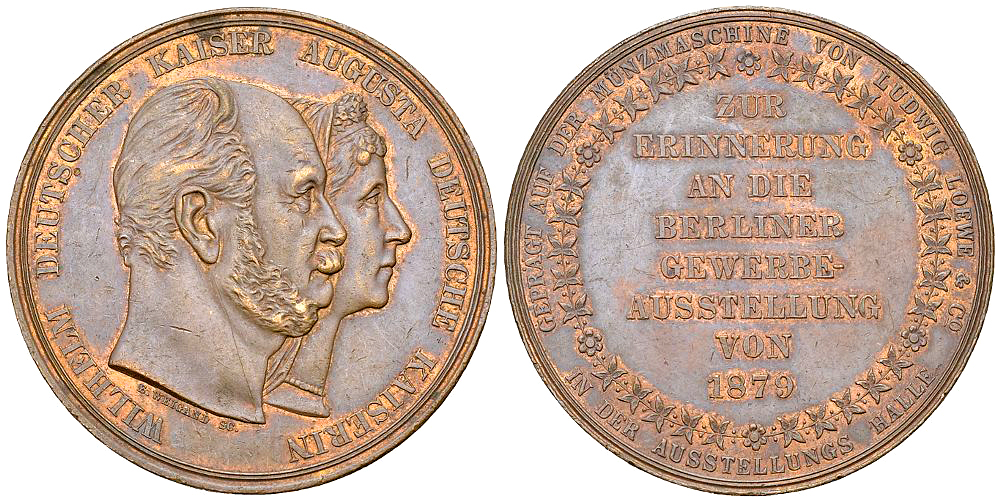 WILHELM DEUTSCHER KAISER AUGUSTA DEUTSCHE KAISERIN
E. WEIGAND SC.
GEPRÄGT AUF DER MÜNZMASCHINE VON LUDWIG LOEWE & CO
IN DER AUSSTELLUNGS HALLE
ZUR
ERINNERUNG
AN DIE
BERLINER
GEWERBE-
AUSSTELLUNG
VON
1879